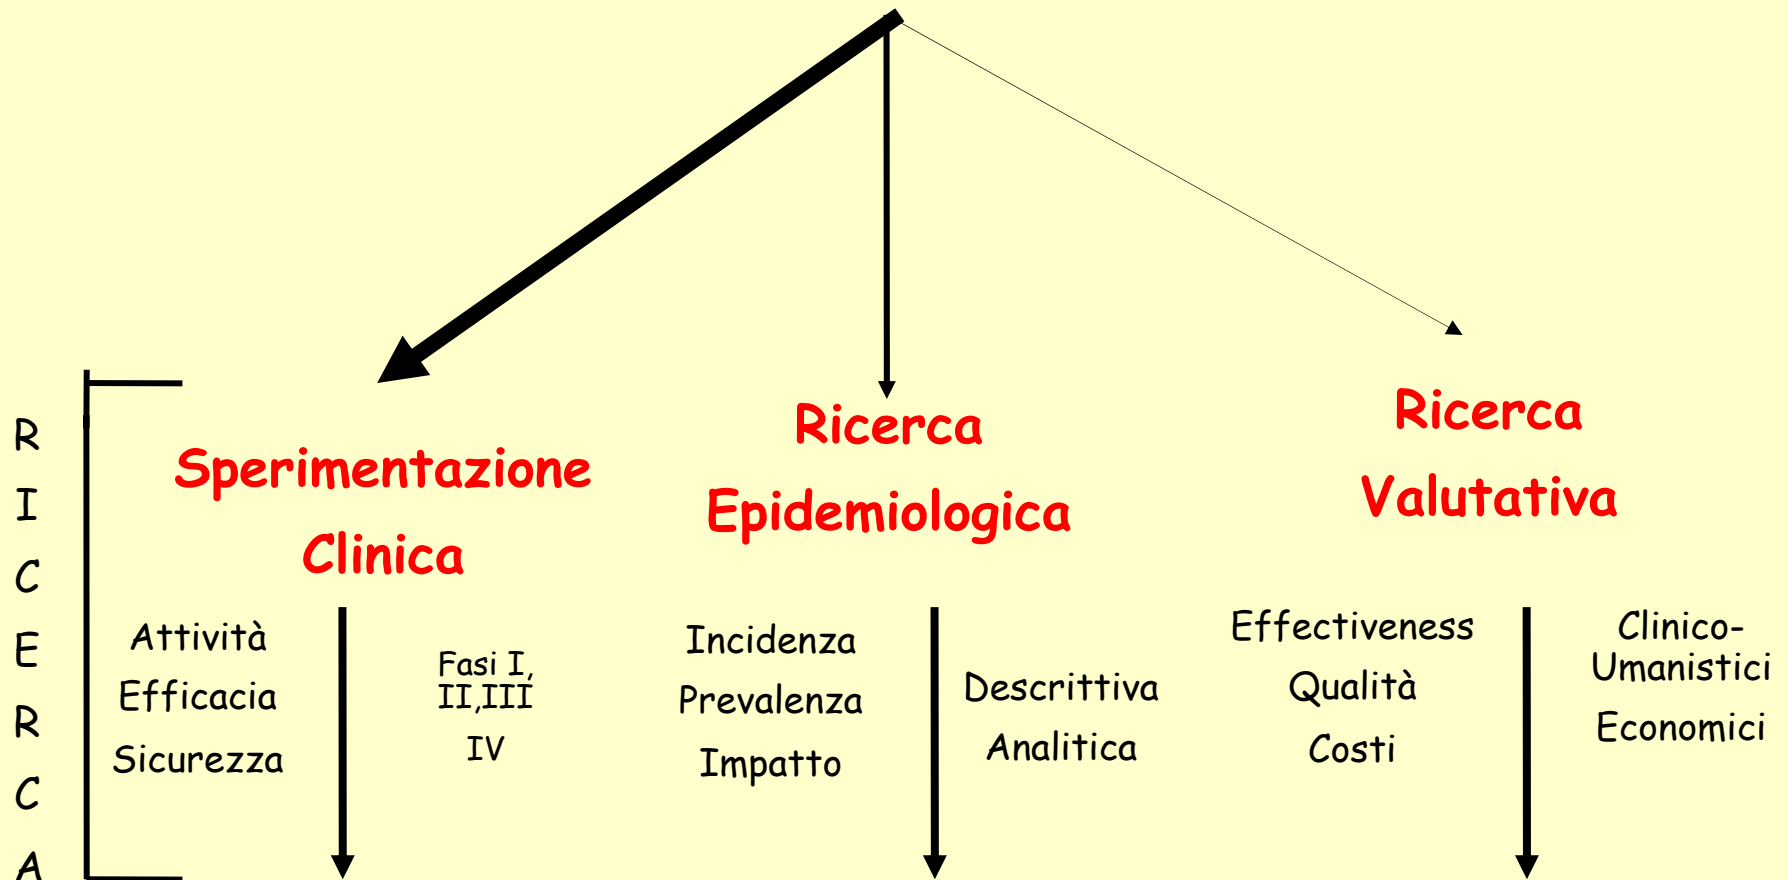 RICERCA
Sperimentazione
Clinica
Attività
Efficacia
Sicurezza
Fasi I,
II,III
IV
Ricerca
Epidemiologica
Incidenza
Prevalenza
Impatto
Descrittiva
Analitica
Ricerca
Valutativa
Effectiveness
Qualità
Costi
Clinico-
Umanistici
Economici